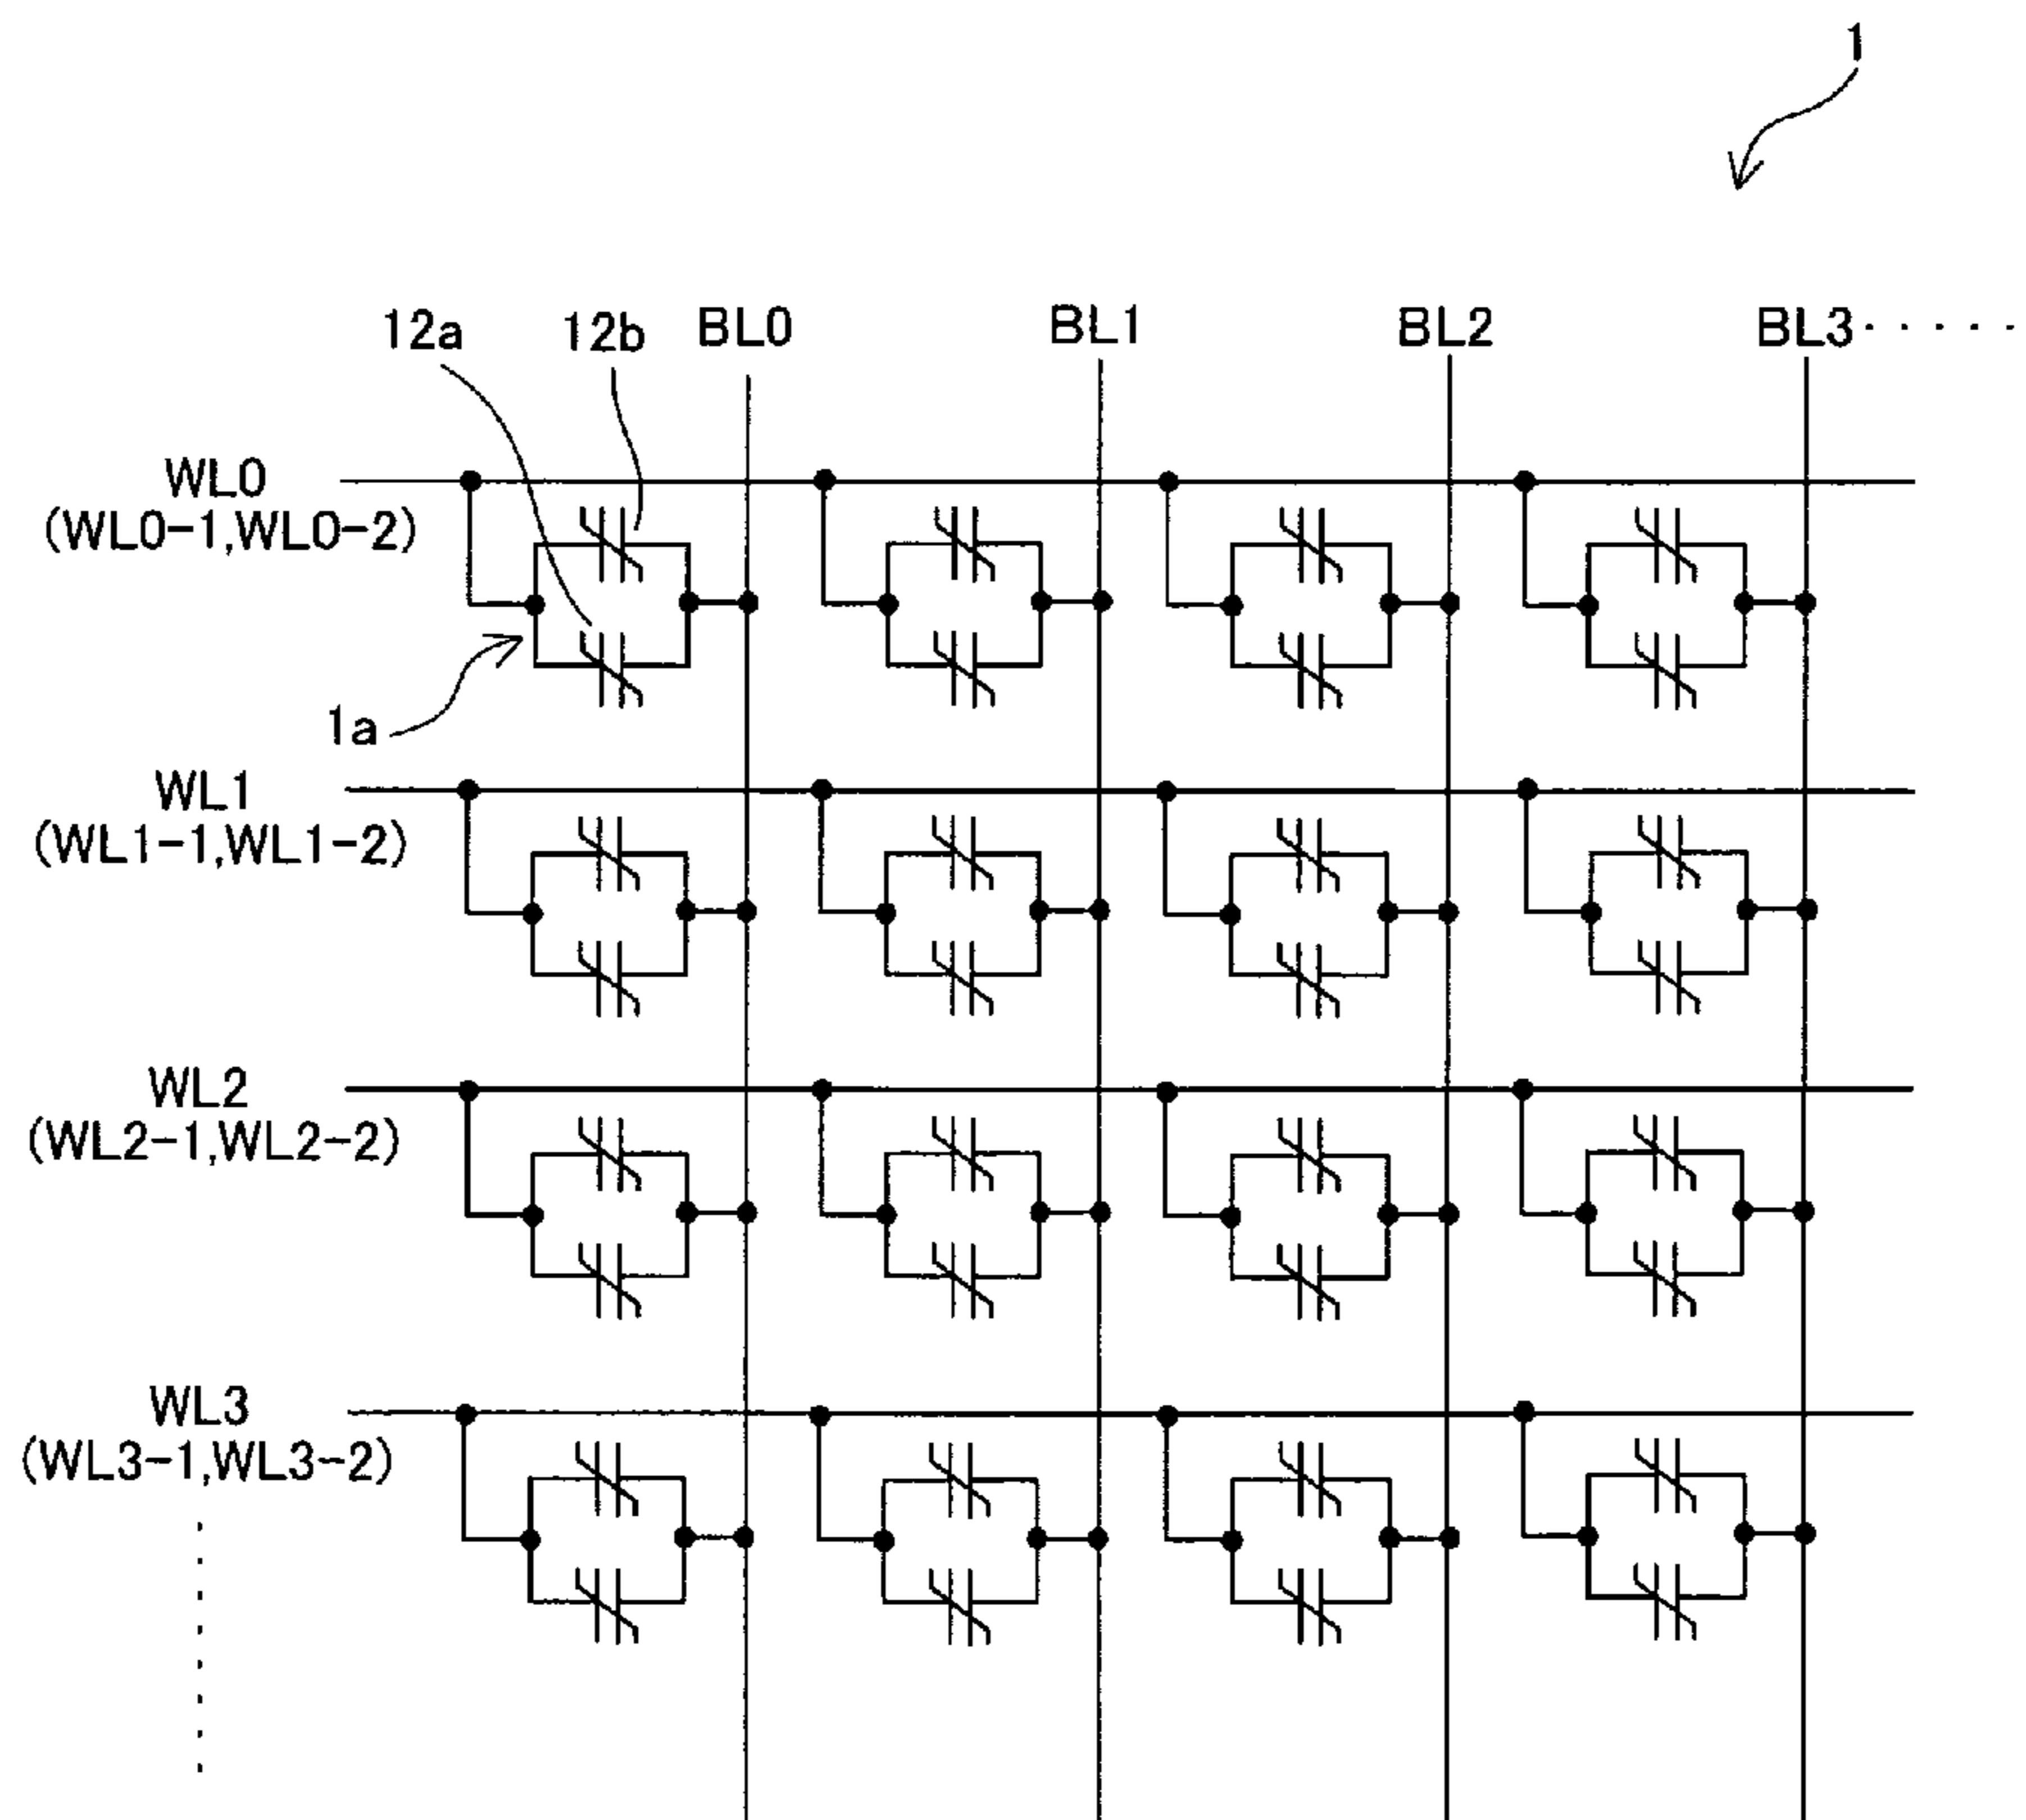 1
12a 12b BL0 BL1 BL2 BL3·····
WL0
(WL0-1,WL0-2)
1a
WL1
(WL1-1,WL1-2)
WL2
(WL2-1,WL2-2)
WL3
(WL3-1,WL3-2)